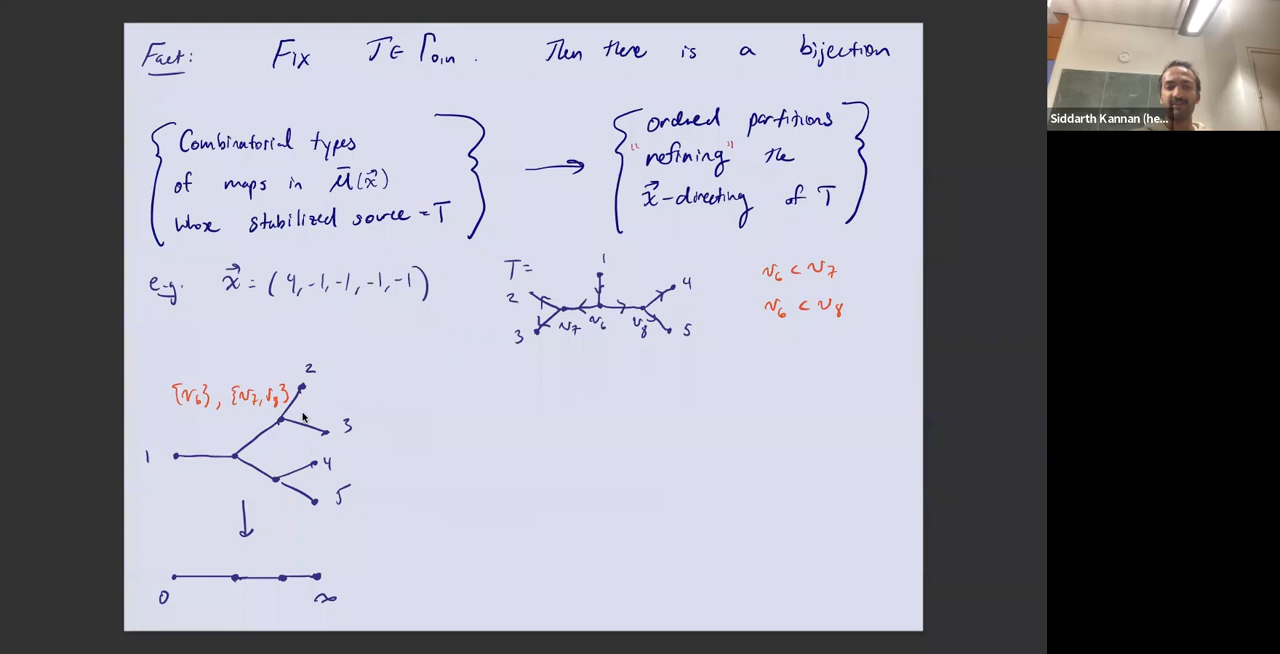 Fact: Fix T ∈ Γ₀,ₙ. Then there is a bijection
{ Combinatorial types of maps in M̄(x⃗) whose stabilized source = T } → { ordered partitions "refining" the x⃗-directing of T }
e.g. x⃗ = (4, -1, -1, -1, -1)
T =
1
2
3
4
5
v₇ v₆ v₈
v₆ < v₇
v₆ < v₈
{v₆}, {v₇, v₈}
2
3
1
4
5
0 ∞
Siddarth Kannan (he...